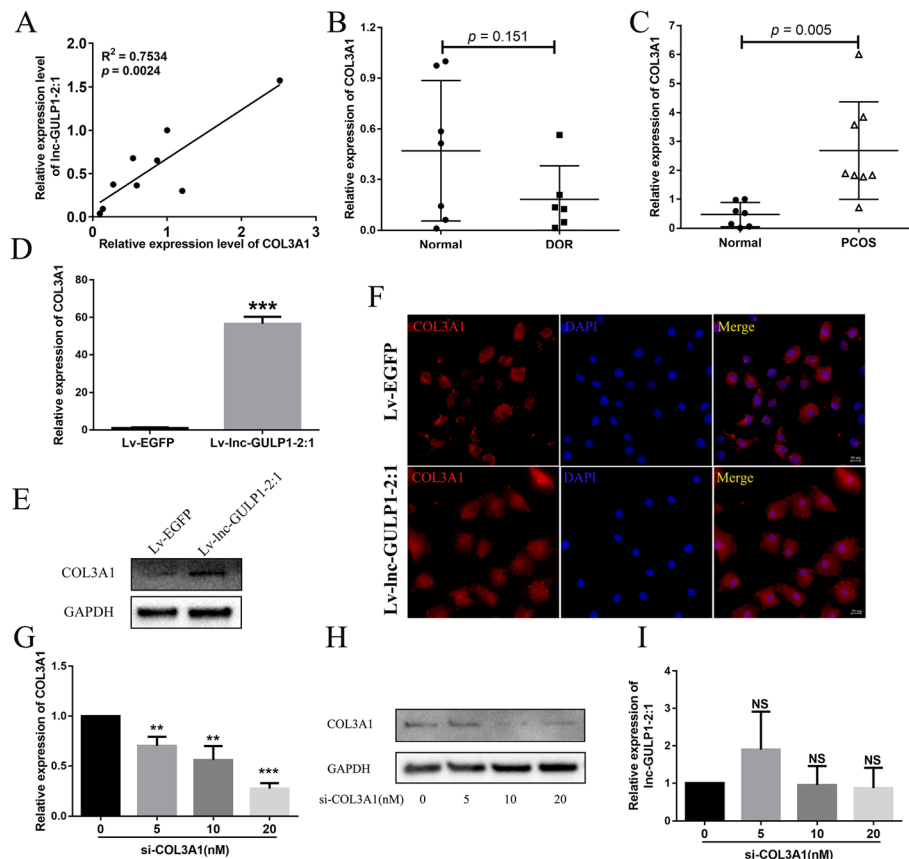 A
R² = 0.7534
p = 0.0024
Relative expression level
of lnc-GULP1-2:1
2.0
1.5
1.0
0.5
0.0
0
1
2
3
Relative expression level of COL3A1
B
p = 0.151
Relative expression of COL3A1
1.2
0.9
0.6
0.3
0.0
Normal
DOR
C
p = 0.005
Relative expression of COL3A1
7
6
5
4
3
2
1
0
Normal
PCOS
D
Relative expression of COL3A1
80
60
40
20
0
***
Lv-EGFP
Lv-lnc-GULP1-2:1
E
Lv-EGFP
Lv-lnc-GULP1-2:1
COL3A1
GAPDH
F
Lv-EGFP
COL3A1
DAPI
Merge
Lv-lnc-GULP1-2:1
COL3A1
DAPI
Merge
G
Relative expression of COL3A1
1.5
1.0
0.5
0.0
**
**
***
0
5
10
20
si-COL3A1(nM)
H
COL3A1
GAPDH
si-COL3A1(nM)
0
5
10
20
I
Relative expression of
lnc-GULP1-2:1
4
3
2
1
0
NS
NS
NS
0
5
10
20
si-COL3A1(nM)